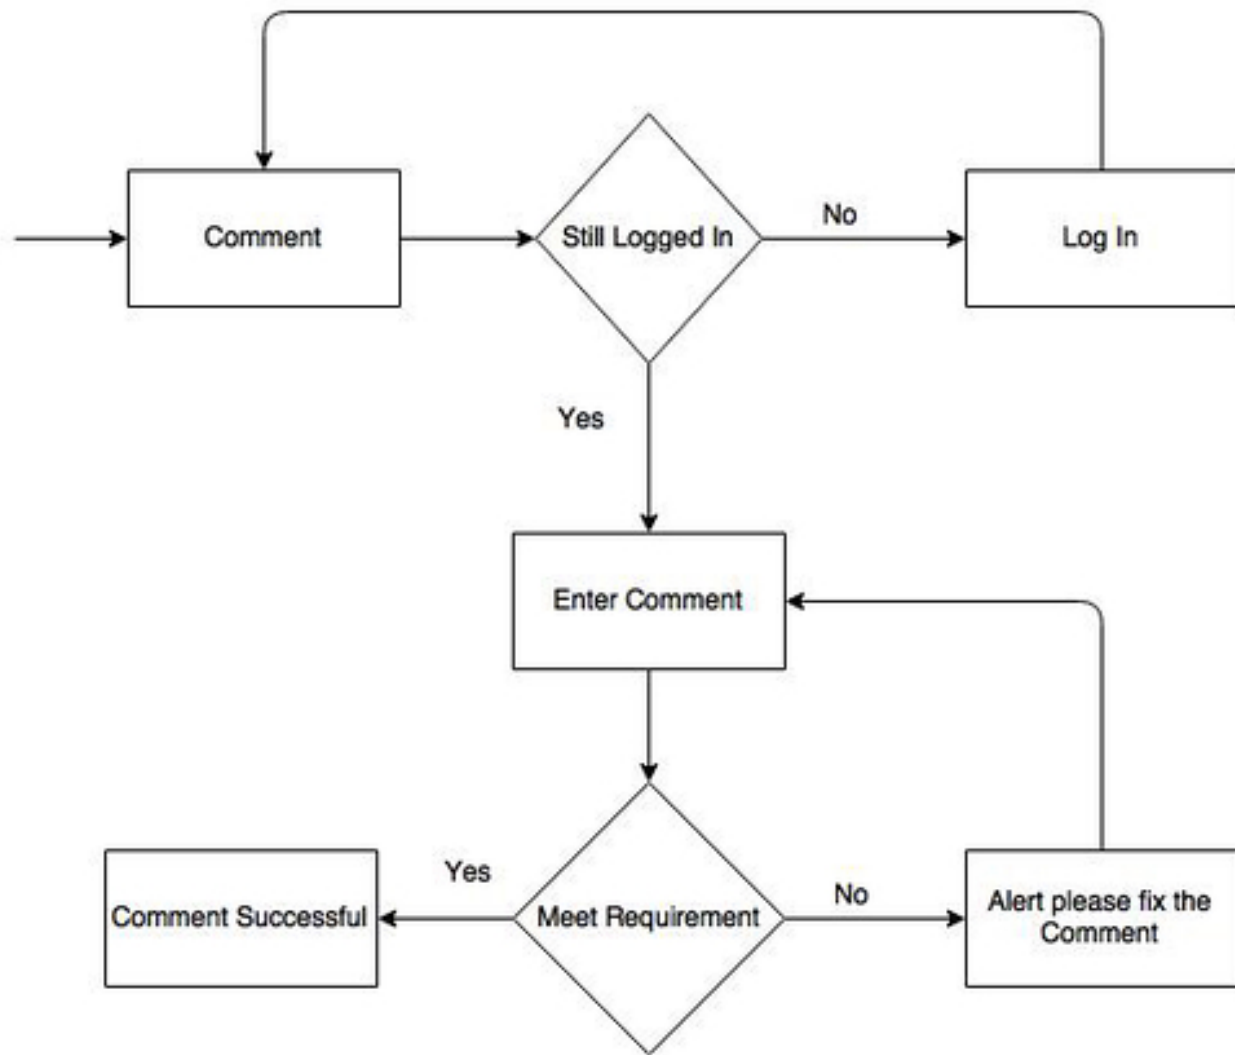 Comment
Still Logged In
No
Log In
Yes
Enter Comment
Yes
No
Comment Successful
Meet Requirement
Alert please fix the
Comment